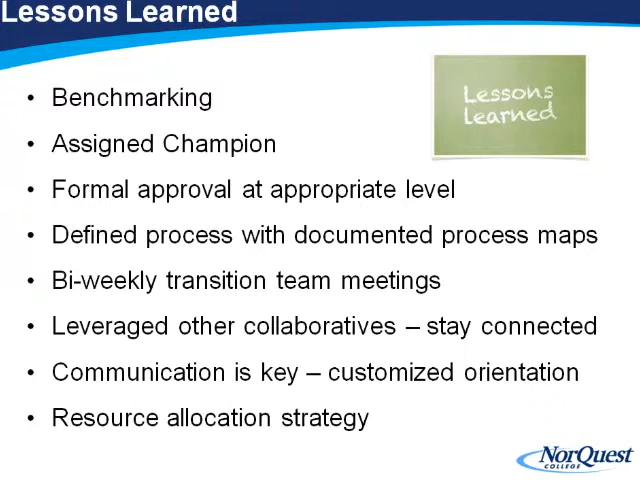 Lessons Learned
Lessons
learned
• Benchmarking
• Assigned Champion
• Formal approval at appropriate level
• Defined process with documented process maps
• Bi-weekly transition team meetings
• Leveraged other collaboratives – stay connected
• Communication is key – customized orientation
• Resource allocation strategy
NorQuest
COLLEGE